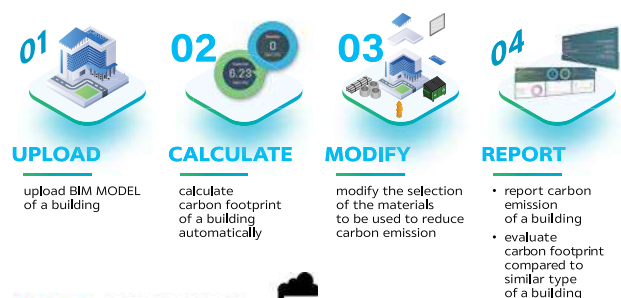 01
UPLOAD
upload BIM MODEL
of a building
02
0
6.23
CALCULATE
calculate
carbon footprint
of a building
automatically
03
MODIFY
modify the selection
of the materials
to be used to reduce
carbon emission
04
REPORT
• report carbon
emission
of a building
• evaluate
carbon footprint
compared to
similar type
of a building